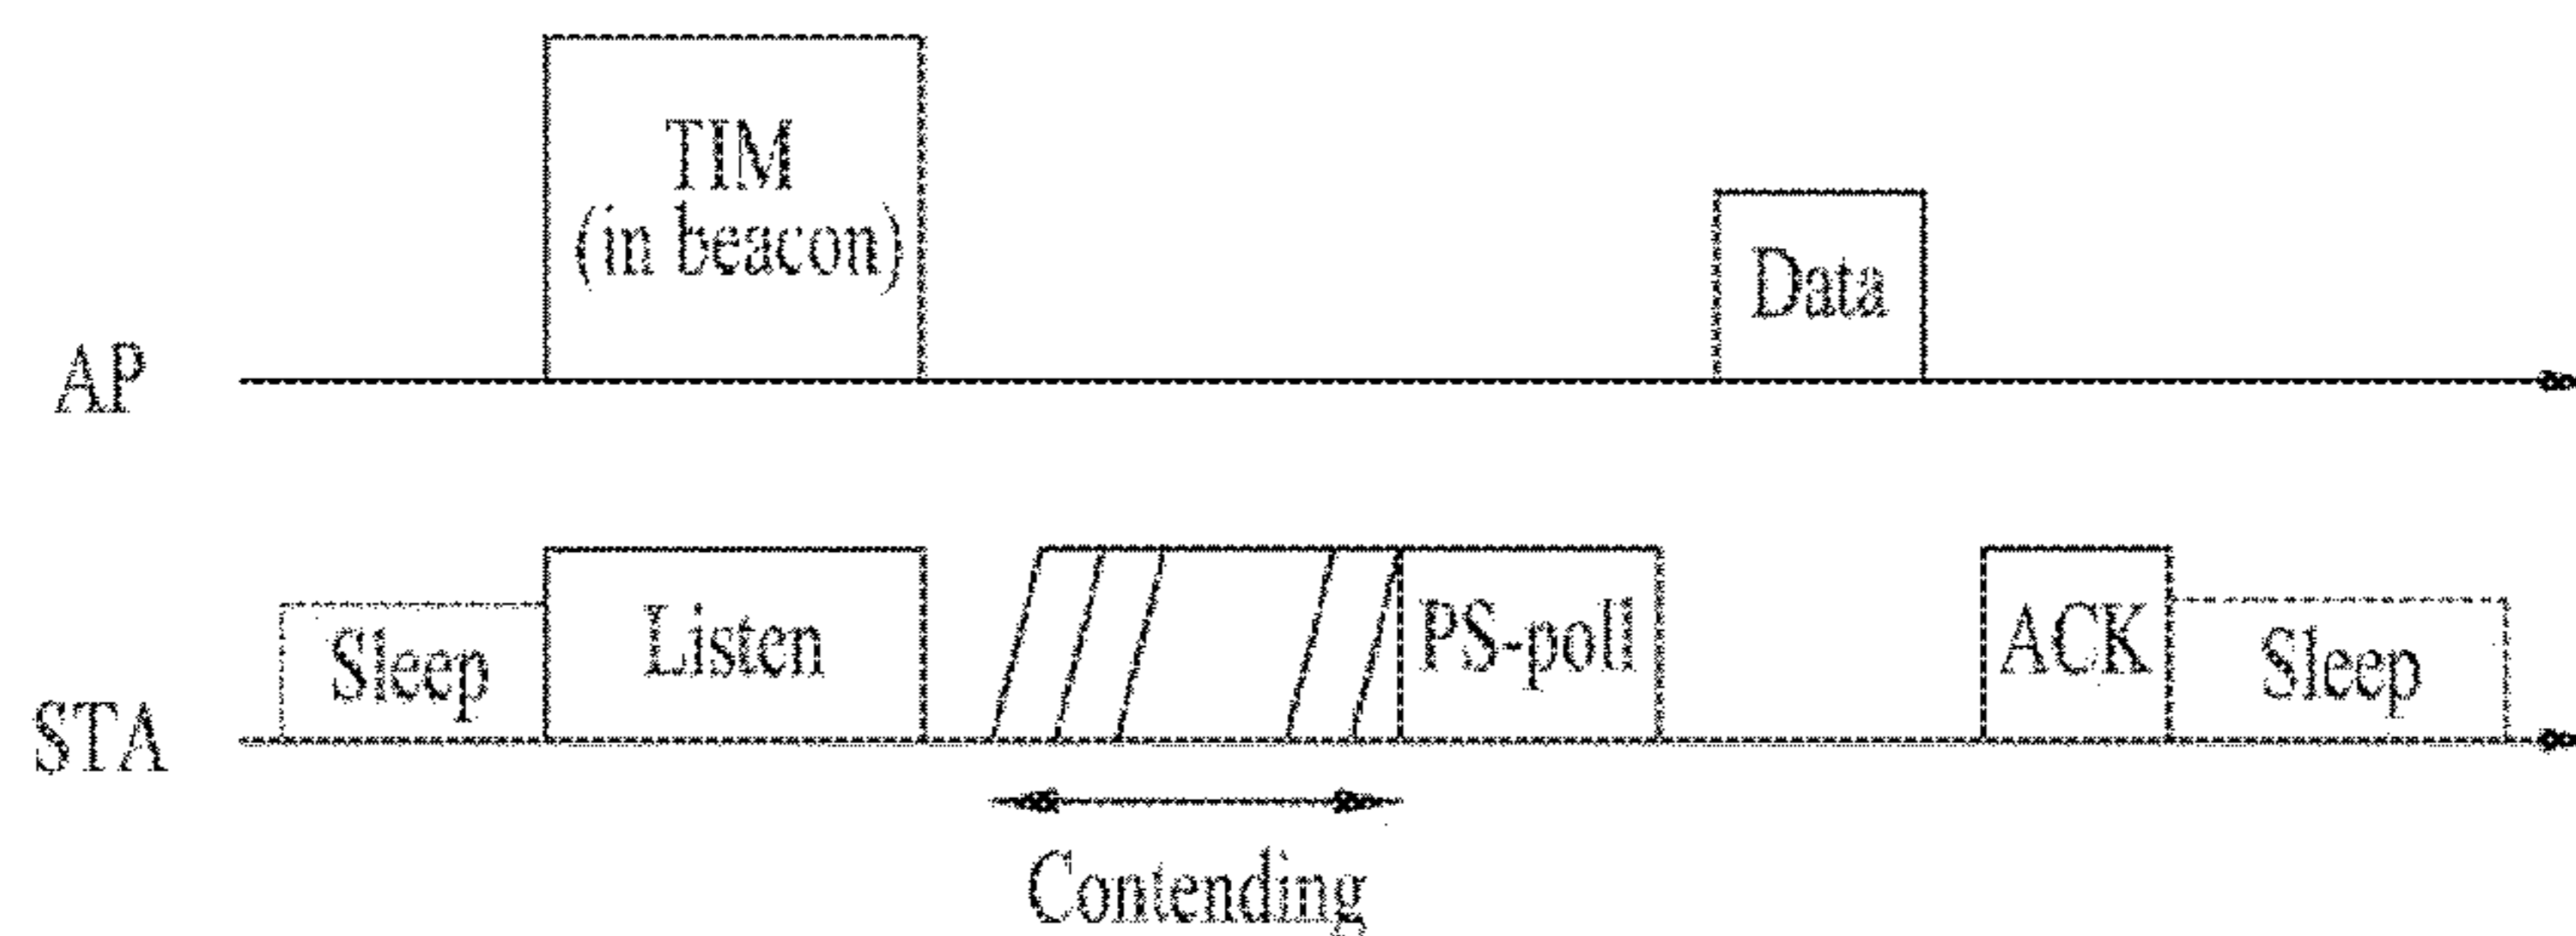 TIM
(in beacon)
Data
AP
Sleep
Listen
PS-poll
ACK
Sleep
STA
Contending